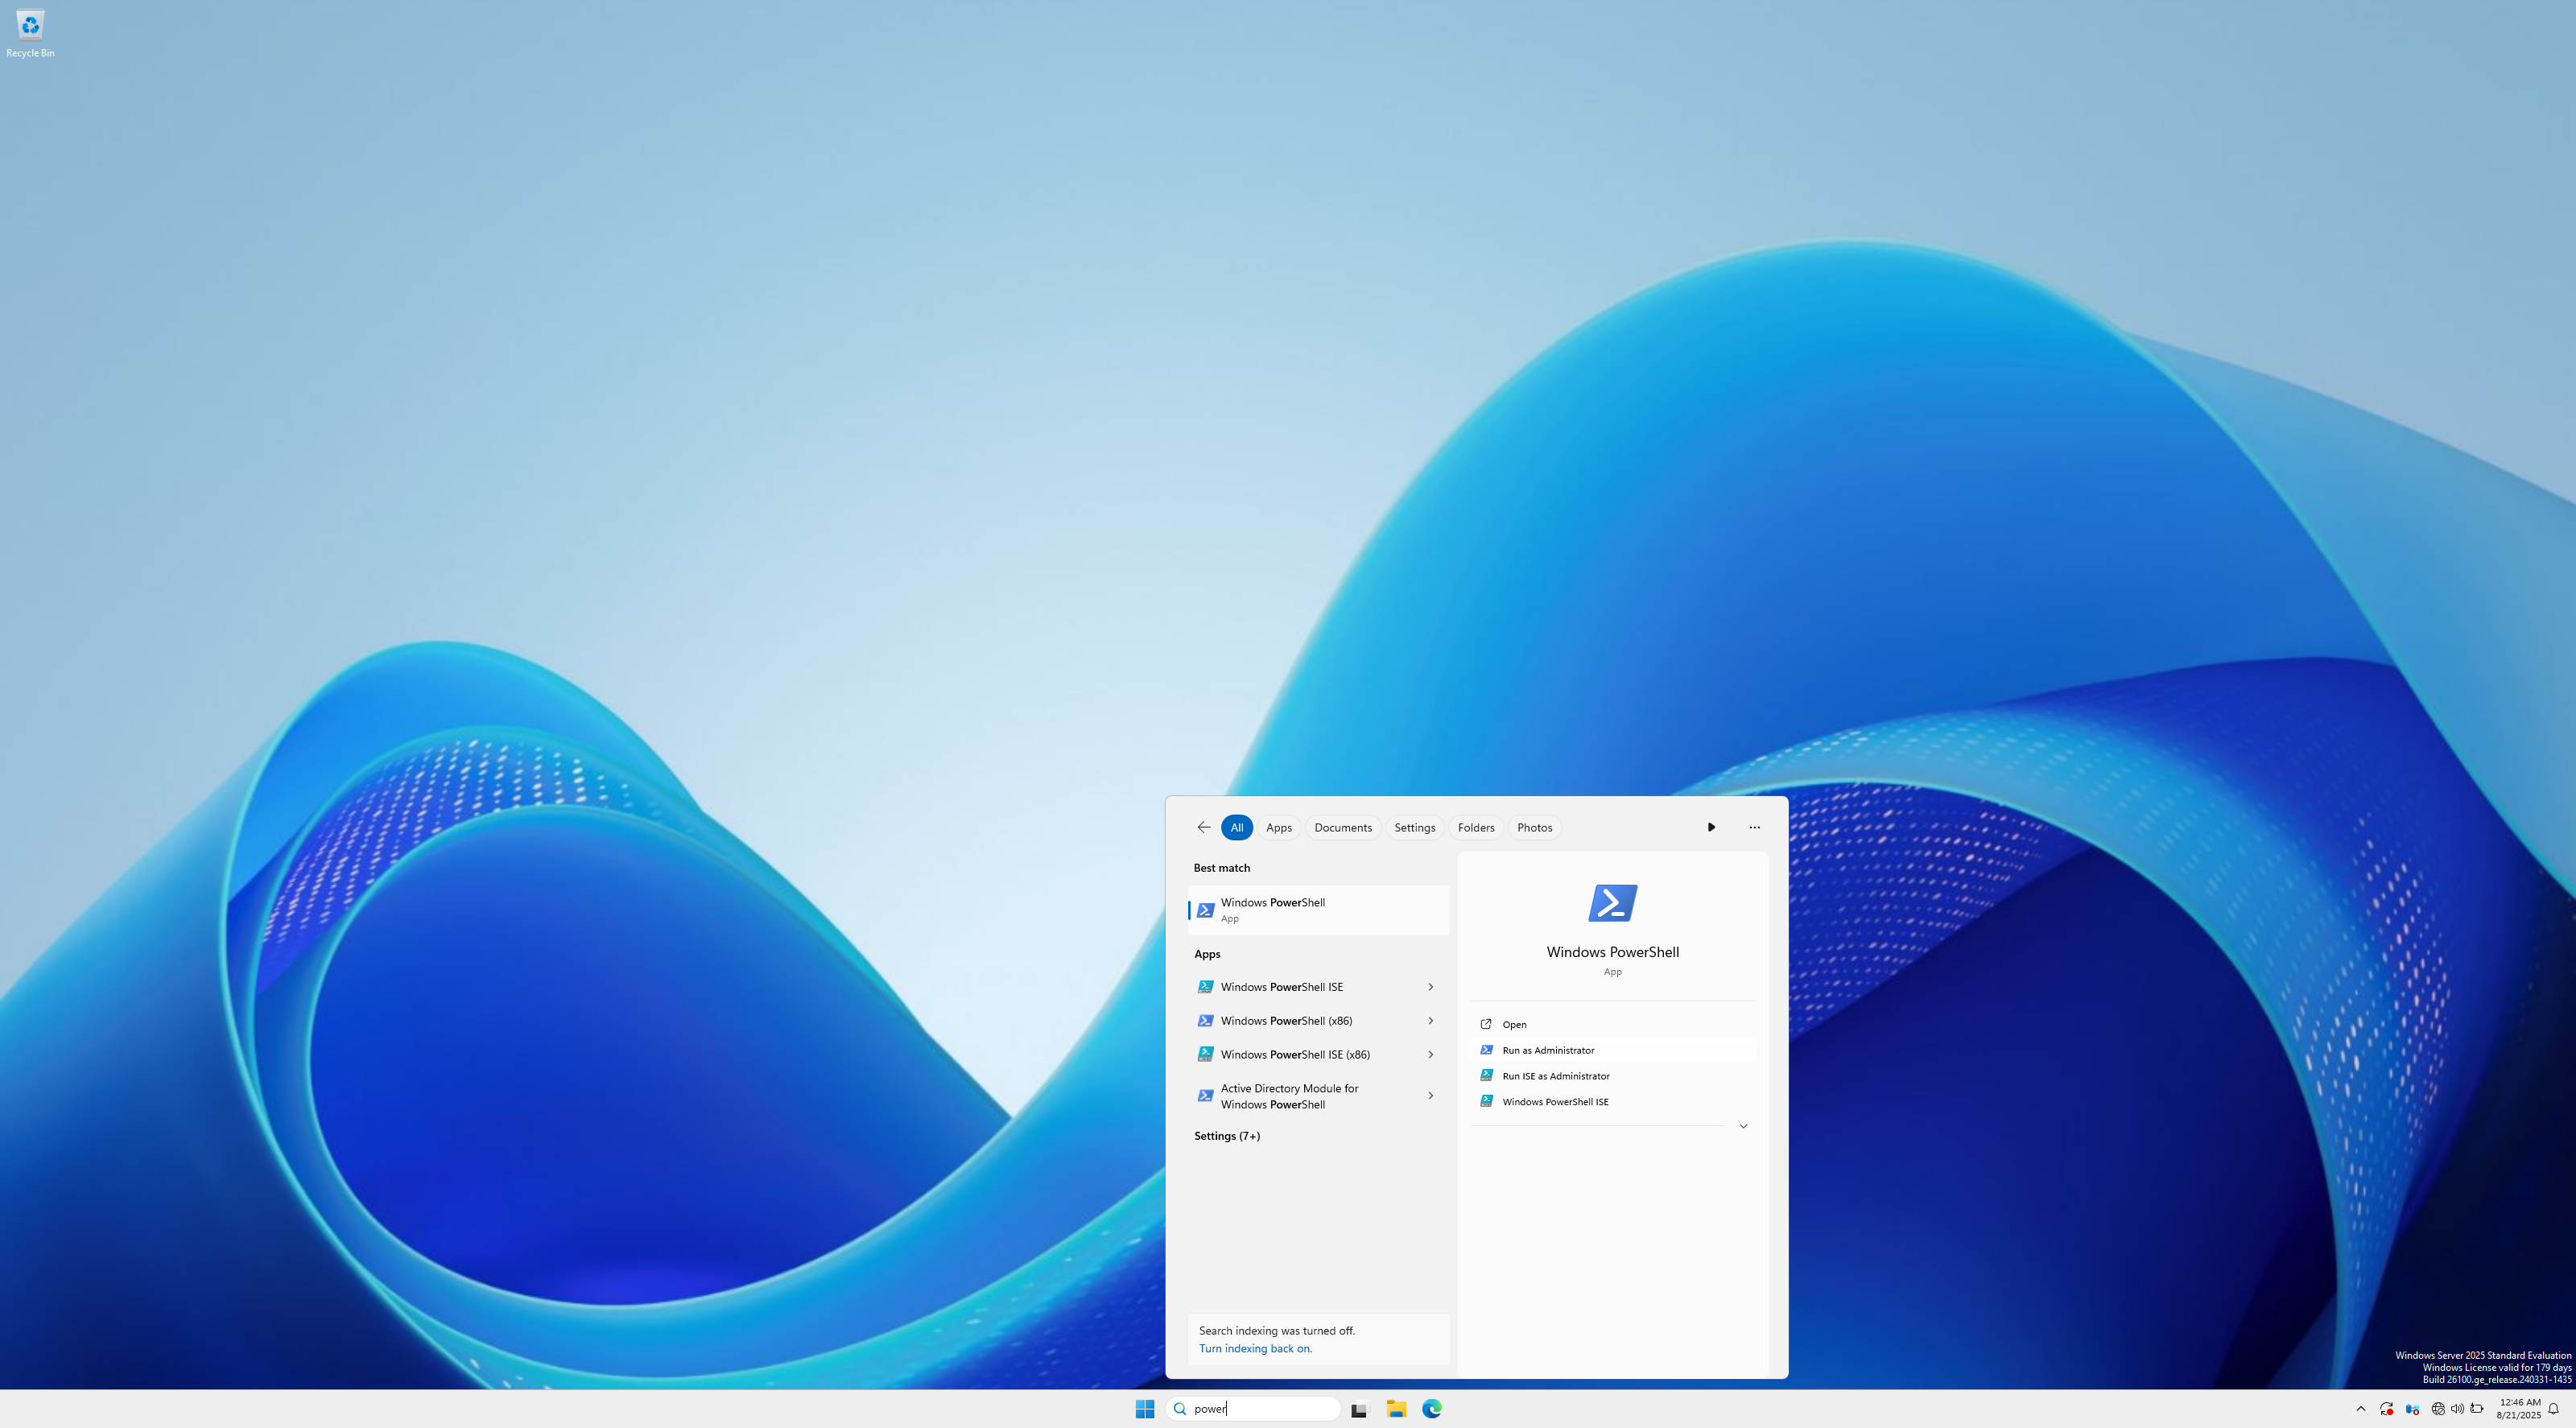 Recycle Bin
All
Apps
Documents
Settings
Folders
Photos
Best match
Windows PowerShell
App
Apps
Windows PowerShell ISE
Windows PowerShell (x86)
Windows PowerShell ISE (x86)
Active Directory Module for
Windows PowerShell
Settings (7+)
Search indexing was turned off.
Turn indexing back on.
Windows PowerShell
App
Open
Run as Administrator
Run ISE as Administrator
Windows PowerShell ISE
Windows Server 2025 Standard Evaluation
Windows License valid for 179 days
Build 26100.ge_release.240331-1435
power
12:46 AM
8/21/2025